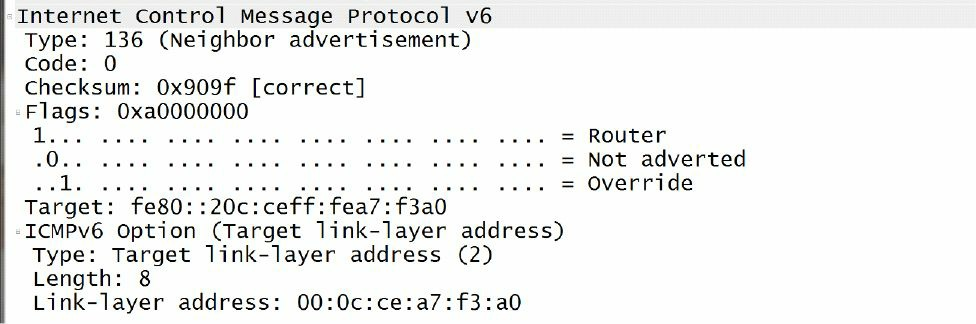 Internet Control Message Protocol v6
Type: 136 (Neighbor advertisement)
Code: 0
Checksum: 0x909f [correct]
Flags: 0xa0000000
1... .... .... .... .... .... .... .... = Router
.0.. .... .... .... .... .... .... .... = Not adverted
..1. .... .... .... .... .... .... .... = Override
Target: fe80::20c:ceff:fea7:f3a0
ICMPv6 Option (Target link-layer address)
Type: Target link-layer address (2)
Length: 8
Link-layer address: 00:0c:ce:a7:f3:a0